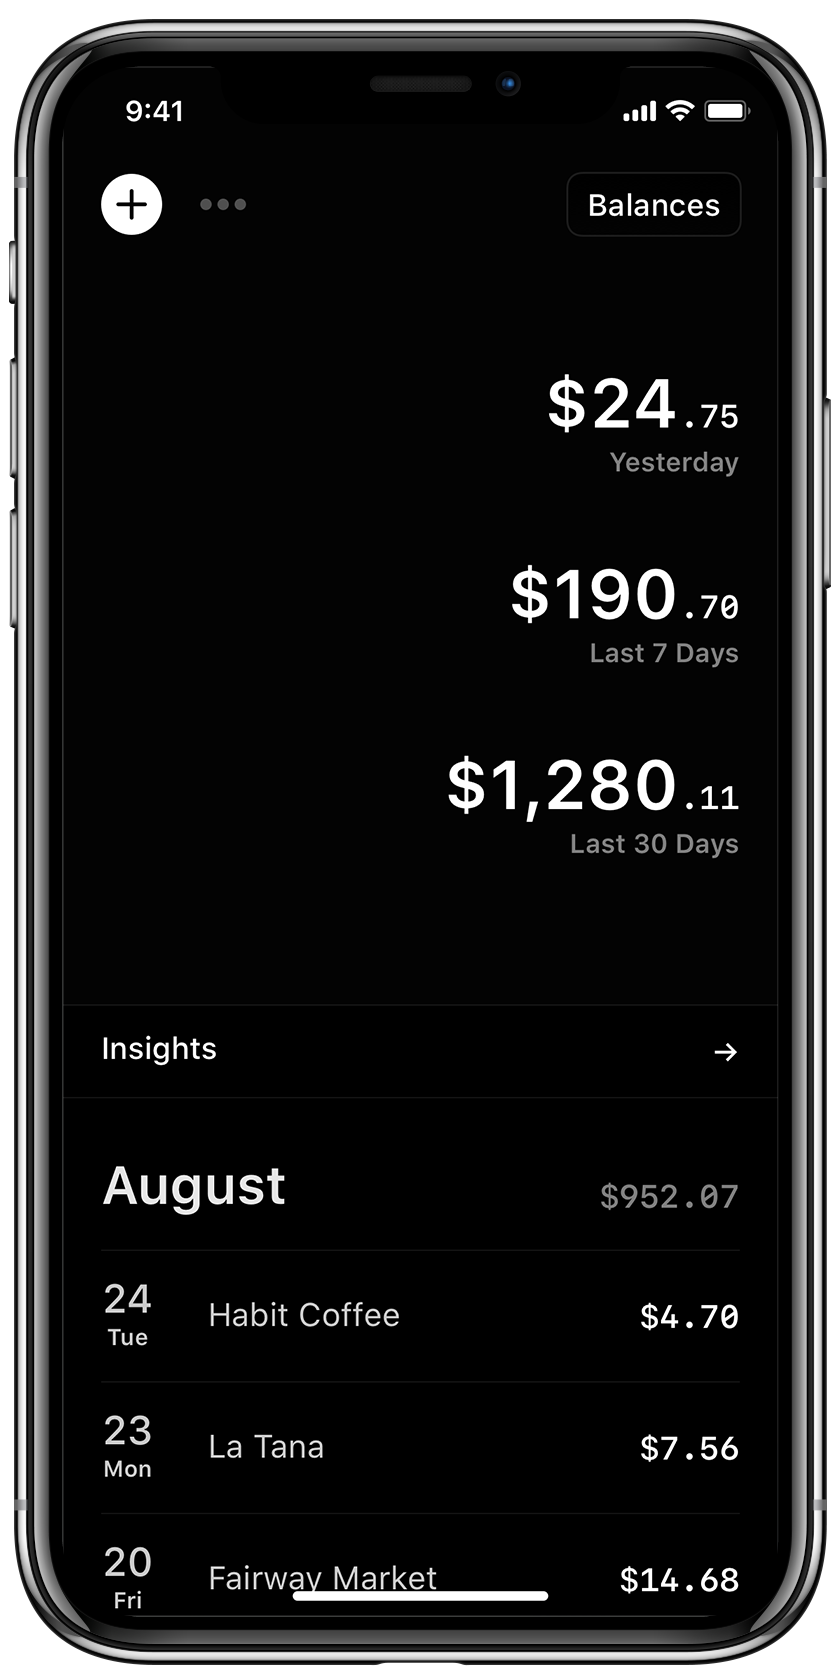 9:41
Balances
$24.75
Yesterday
$190.70
Last 7 Days
$1,280.11
Last 30 Days
Insights →
August $952.07
24 Tue Habit Coffee $4.70
23 Mon La Tana $7.56
20 Fri Fairway Market $14.68